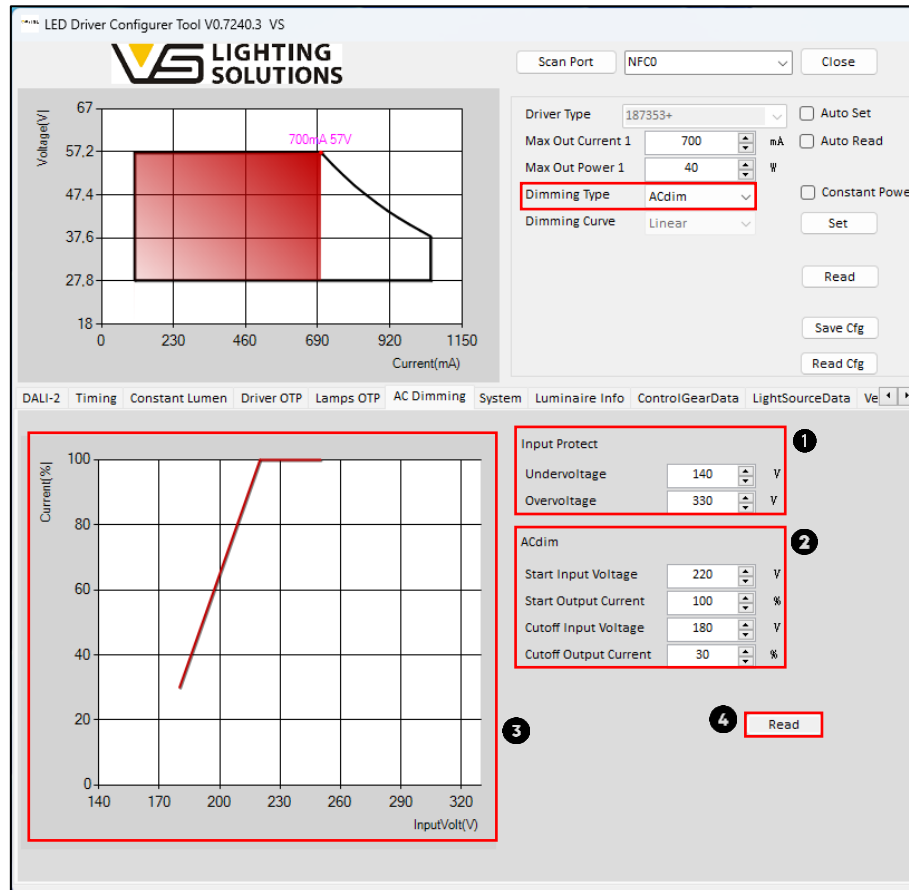 LED Driver Configurer Tool V0.7240.3 VS
VS LIGHTING
SOLUTIONS
Scan Port NFC0 Close
Voltage(V)
67
57,2
47,4
37,6
27,8
18
700mA 57V
0 230 460 690 920 1150
Current(mA)
Driver Type 187353+ Auto Set
Max Out Current 1 700 mA Auto Read
Max Out Power 1 40 W
Dimming Type ACdim Constant Powe
Dimming Curve Linear Set
Read
Save Cfg
Read Cfg
DALI-2 Timing Constant Lumen Driver OTP Lamps OTP AC Dimming System Luminaire Info ControlGearData LightSourceData Ve
Current(%)
100
80
60
40
20
0
140 170 200 230 260 290 320
InputVolt(V)
3
Input Protect 1
Undervoltage 140 V
Overvoltage 330 V
ACdim 2
Start Input Voltage 220 V
Start Output Current 100 %
Cutoff Input Voltage 180 V
Cutoff Output Current 30 %
4 Read